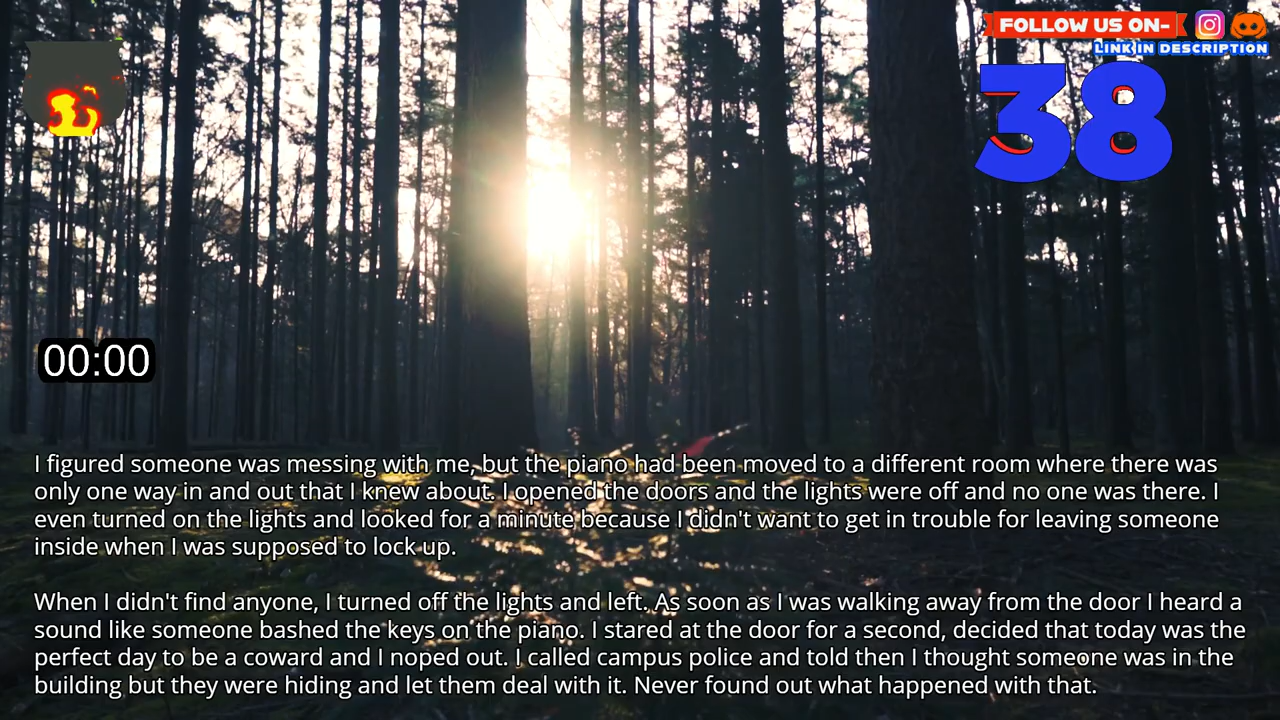 FOLLOW US ON-
LINK IN DESCRIPTION
38
00:00
I figured someone was messing with me, but the piano had been moved to a different room where there was
only one way in and out that I knew about. I opened the doors and the lights were off and no one was there. I
even turned on the lights and looked for a minute because I didn't want to get in trouble for leaving someone
inside when I was supposed to lock up.
When I didn't find anyone, I turned off the lights and left. As soon as I was walking away from the door I heard a
sound like someone bashed the keys on the piano. I stared at the door for a second, decided that today was the
perfect day to be a coward and I noped out. I called campus police and told then I thought someone was in the
building but they were hiding and let them deal with it. Never found out what happened with that.